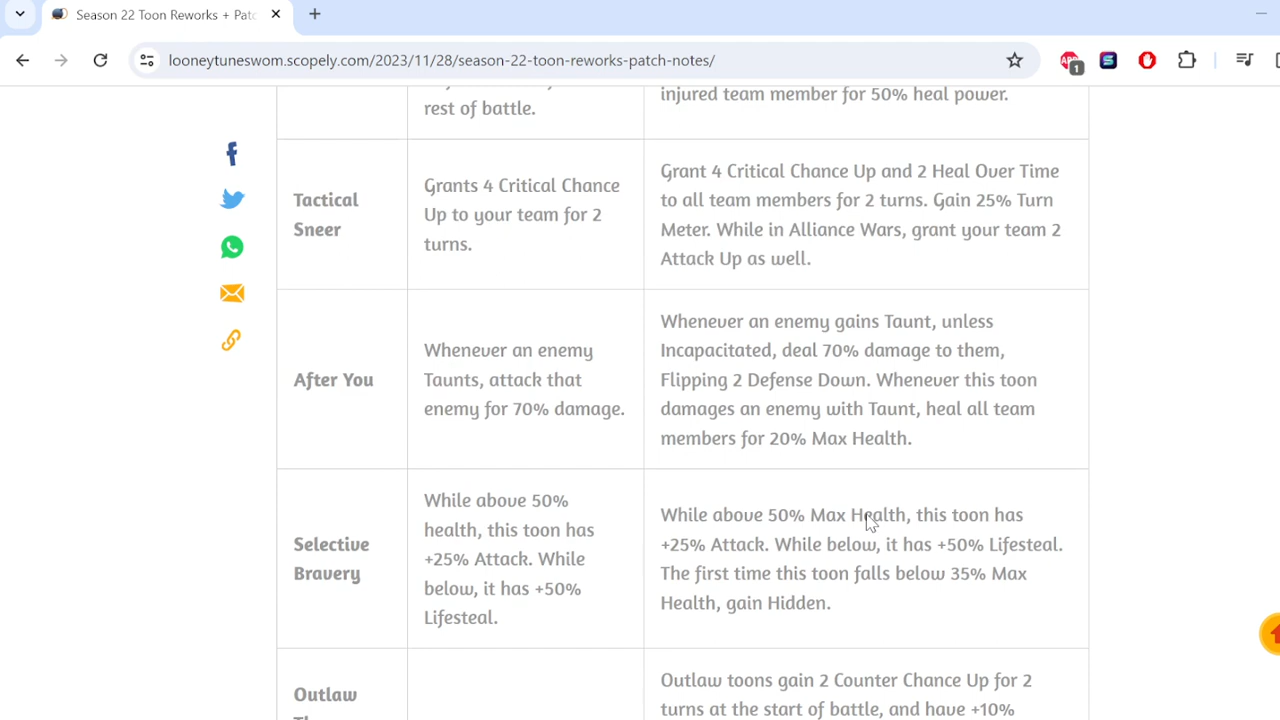 Season 22 Toon Reworks + Patc
looneytuneswom.scopely.com/2023/11/28/season-22-toon-reworks-patch-notes/
1
rest of battle.
injured team member for 50% heal power.
Tactical
Sneer
Grants 4 Critical Chance
Up to your team for 2
turns.
Grant 4 Critical Chance Up and 2 Heal Over Time
to all team members for 2 turns. Gain 25% Turn
Meter. While in Alliance Wars, grant your team 2
Attack Up as well.
After You
Whenever an enemy
Taunts, attack that
enemy for 70% damage.
Whenever an enemy gains Taunt, unless
Incapacitated, deal 70% damage to them,
Flipping 2 Defense Down. Whenever this toon
damages an enemy with Taunt, heal all team
members for 20% Max Health.
Selective
Bravery
While above 50%
health, this toon has
+25% Attack. While
below, it has +50%
Lifesteal.
While above 50% Max Health, this toon has
+25% Attack. While below, it has +50% Lifesteal.
The first time this toon falls below 35% Max
Health, gain Hidden.
Outlaw
Outlaw toons gain 2 Counter Chance Up for 2
turns at the start of battle, and have +10%